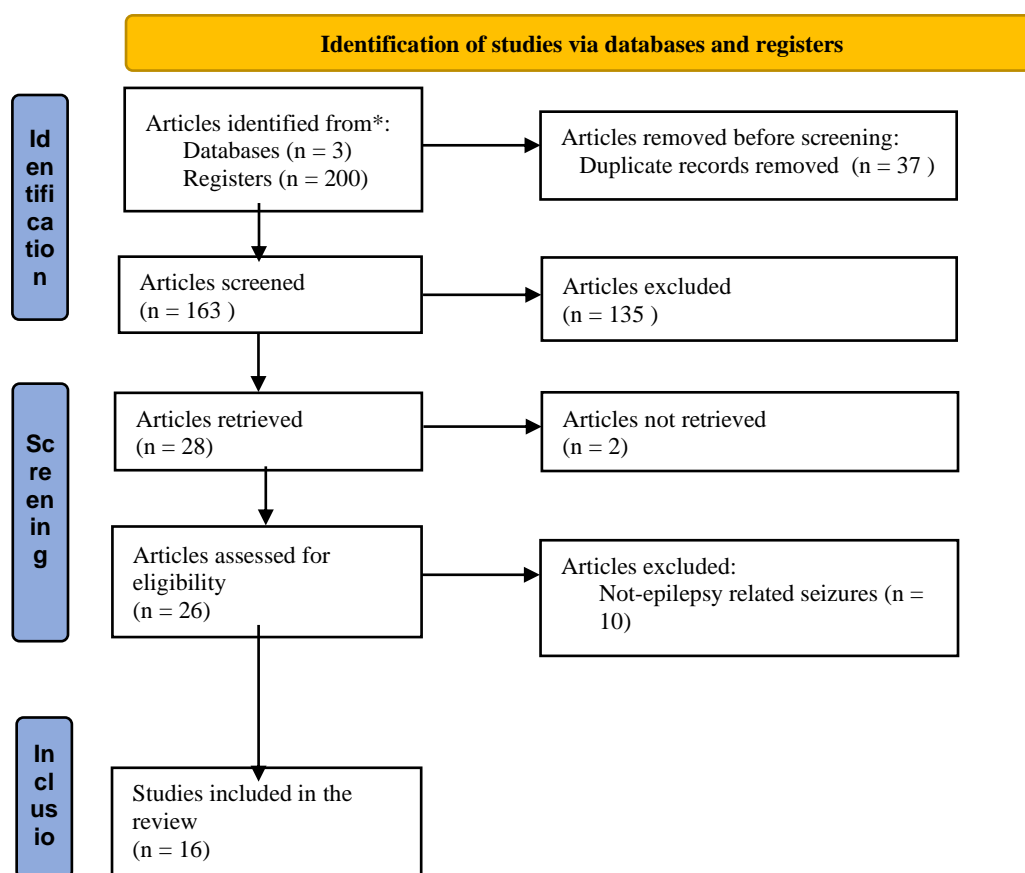 Identification of studies via databases and registers
Id
en
tifi
ca
tio
n
Articles identified from*:
Databases (n = 3)
Registers (n = 200)
Articles removed before screening:
Duplicate records removed (n = 37 )
Articles screened
(n = 163 )
Articles excluded
(n = 135 )
Sc
re
en
in
g
Articles retrieved
(n = 28)
Articles not retrieved
(n = 2)
Articles assessed for
eligibility
(n = 26)
Articles excluded:
Not-epilepsy related seizures (n =
10)
In
cl
us
io
Studies included in the
review
(n = 16)